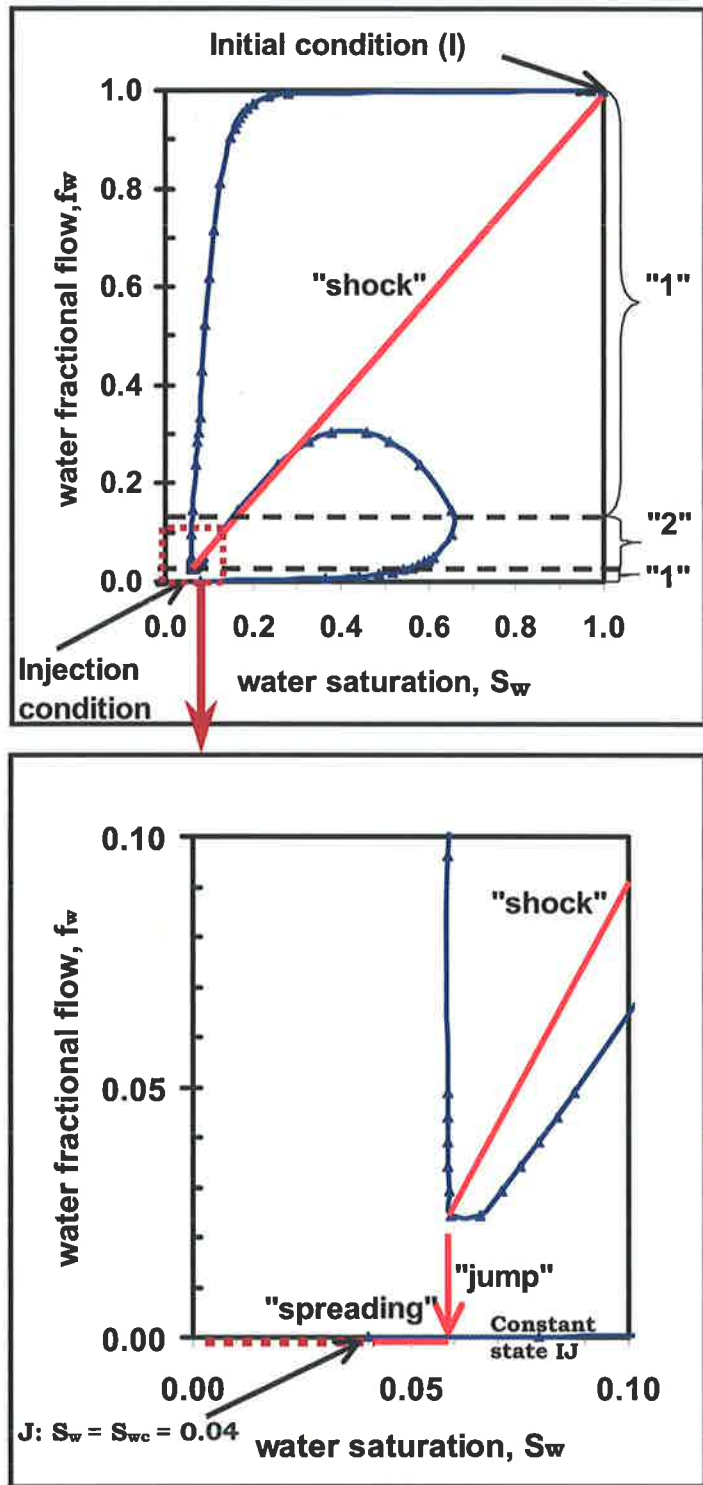 Initial condition (I)
1.0
0.8
0.6
0.4
0.2
0.0
water fractional flow,fw
"shock"
"1"
"2"
"1"
0.0 0.2 0.4 0.6 0.8 1.0
Injection
condition
water saturation, Sw
0.10
0.05
0.00
water fractional flow, fw
"shock"
"jump"
"spreading"
Constant
state IJ
0.00 0.05 0.10
J: Sw = Swc = 0.04
water saturation, Sw